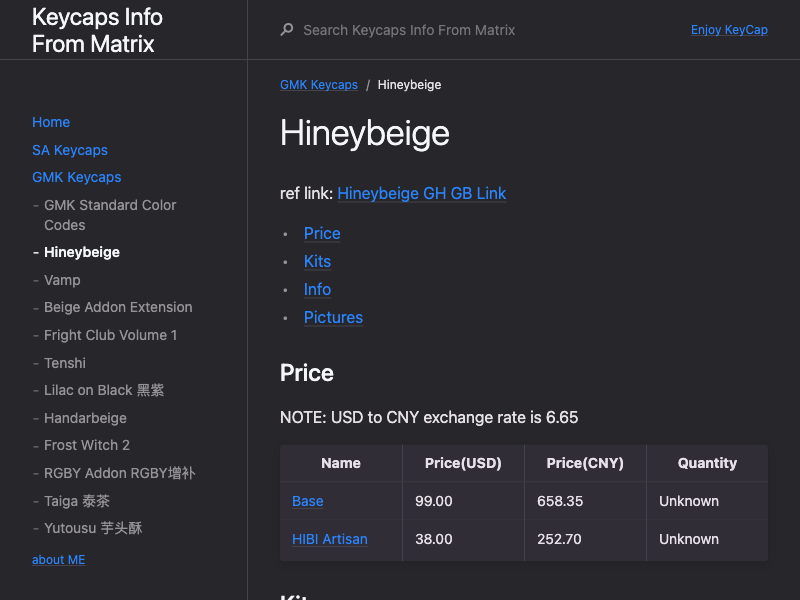 Keycaps Info
From Matrix
Search Keycaps Info From Matrix
Enjoy KeyCap
Home
SA Keycaps
GMK Keycaps
- GMK Standard Color
Codes
- Hineybeige
- Vamp
- Beige Addon Extension
- Fright Club Volume 1
- Tenshi
- Lilac on Black 黑紫
- Handarbeige
- Frost Witch 2
- RGBY Addon RGBY增补
- Taiga 泰茶
- Yutousu 芋头酥
about ME
GMK Keycaps / Hineybeige
Hineybeige
ref link: Hineybeige GH GB Link
• Price
• Kits
• Info
• Pictures
Price
NOTE: USD to CNY exchange rate is 6.65
Name Price(USD) Price(CNY) Quantity
Base 99.00 658.35 Unknown
HIBI Artisan 38.00 252.70 Unknown